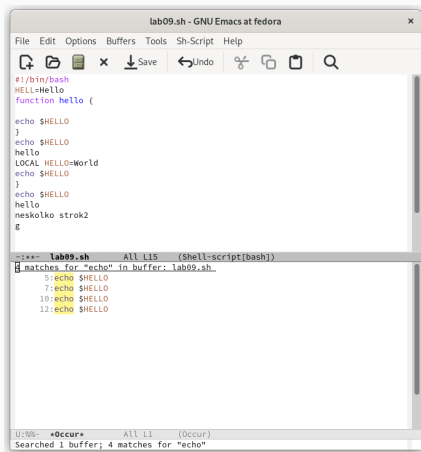 lab09.sh - GNU Emacs at fedora
×
File Edit Options Buffers Tools Sh-Script Help
Save Undo
#!/bin/bash
HELL=Hello
function hello {
echo $HELLO
}
echo $HELLO
hello
LOCAL HELLO=World
echo $HELLO
}
echo $HELLO
hello
neskolko strok2
g
-:**- lab09.sh All L15 (Shell-script[bash])
4 matches for "echo" in buffer: lab09.sh
5:echo $HELLO
7:echo $HELLO
10:echo $HELLO
12:echo $HELLO
U:%%- *Occur* All L1 (Occur)
Searched 1 buffer; 4 matches for "echo"